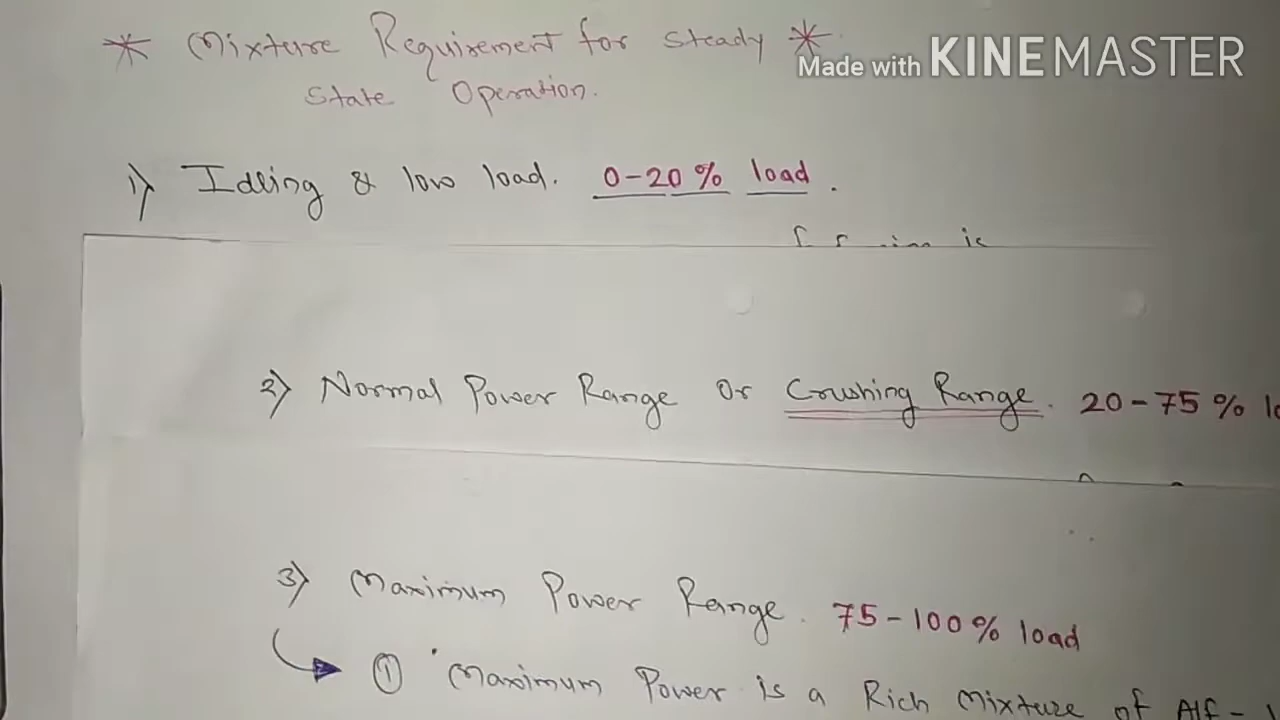 * Mixture Requirement for steady *
Made with KINEMASTER
State Operation.
1) Idling & low load. 0-20% load.
is
2) Normal Power Range or Crushing Range. 20-75% lo
3) Maximum Power Range. 75-100% load
① Maximum Power is a Rich Mixture of A/f -